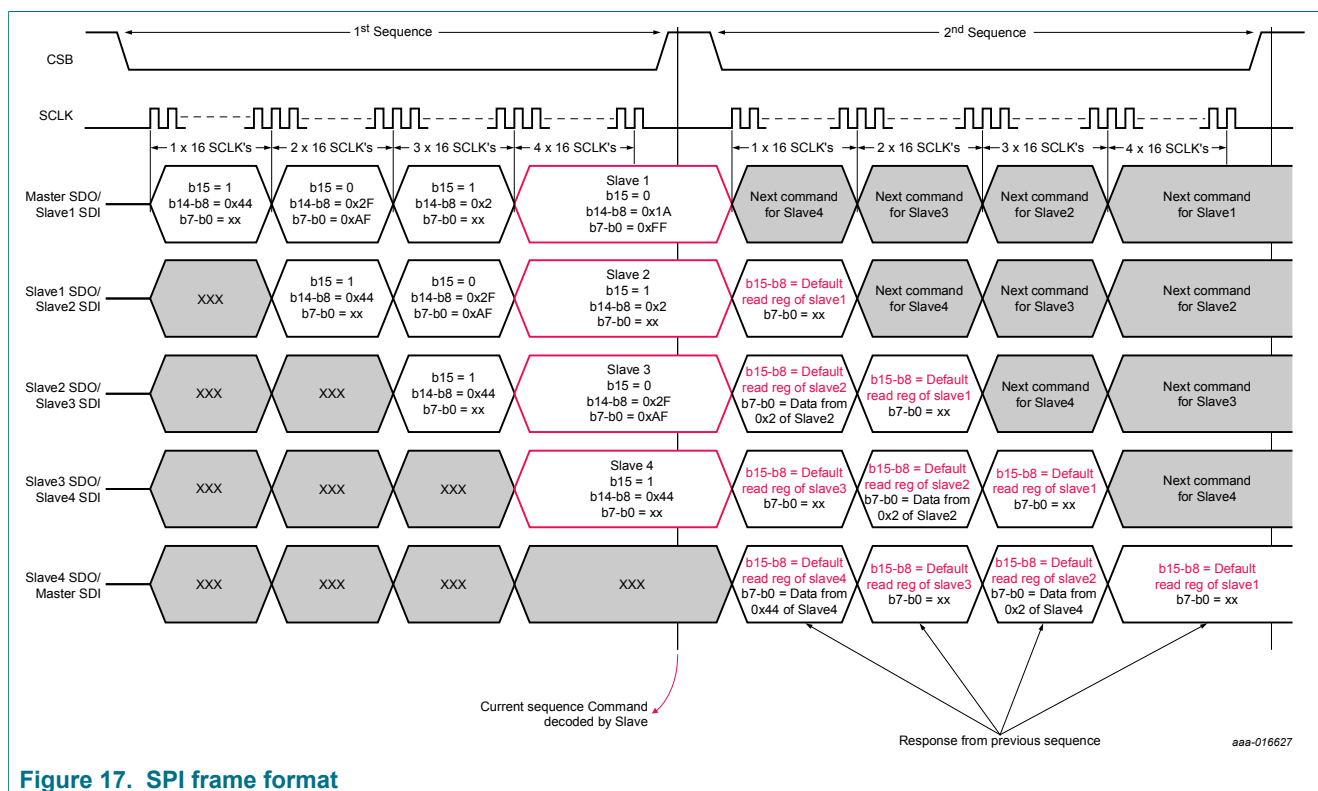 1st Sequence
2nd Sequence
CSB
SCLK
1 x 16 SCLK's
2 x 16 SCLK's
3 x 16 SCLK's
4 x 16 SCLK's
1 x 16 SCLK's
2 x 16 SCLK's
3 x 16 SCLK's
4 x 16 SCLK's
Master SDO/
Slave1 SDI
b15 = 1
b14-b8 = 0x44
b7-b0 = xx
b15 = 0
b14-b8 = 0x2F
b7-b0 = 0xAF
b15 = 1
b14-b8 = 0x2
b7-b0 = xx
Slave 1
b15 = 0
b14-b8 = 0x1A
b7-b0 = 0xFF
Next command
for Slave4
Next command
for Slave3
Next command
for Slave2
Next command
for Slave1
Slave1 SDO/
Slave2 SDI
XXX
b15 = 1
b14-b8 = 0x44
b7-b0 = xx
b15 = 0
b14-b8 = 0x2F
b7-b0 = 0xAF
Slave 2
b15 = 1
b14-b8 = 0x2
b7-b0 = xx
b15-b8 = Default
read reg of slave1
b7-b0 = xx
Next command
for Slave4
Next command
for Slave3
Next command
for Slave2
Slave2 SDO/
Slave3 SDI
XXX
XXX
b15 = 1
b14-b8 = 0x44
b7-b0 = xx
Slave 3
b15 = 0
b14-b8 = 0x2F
b7-b0 = 0xAF
b15-b8 = Default
read reg of slave2
b7-b0 = Data from
0x2 of Slave2
b15-b8 = Default
read reg of slave1
b7-b0 = xx
Next command
for Slave4
Next command
for Slave3
Slave3 SDO/
Slave4 SDI
XXX
XXX
XXX
Slave 4
b15 = 1
b14-b8 = 0x44
b7-b0 = xx
b15-b8 = Default
read reg of slave3
b7-b0 = xx
b15-b8 = Default
read reg of slave2
b7-b0 = Data from
0x2 of Slave2
b15-b8 = Default
read reg of slave1
b7-b0 = xx
Next command
for Slave4
Slave4 SDO/
Master SDI
XXX
XXX
XXX
XXX
b15-b8 = Default
read reg of slave4
b7-b0 = Data from
0x44 of Slave4
b15-b8 = Default
read reg of slave3
b7-b0 = xx
b15-b8 = Default
read reg of slave2
b7-b0 = Data from
0x2 of Slave4
b15-b8 = Default
read reg of slave1
b7-b0 = xx
Current sequence Command
decoded by Slave
Response from previous sequence
aaa-016627
Figure 17. SPI frame format